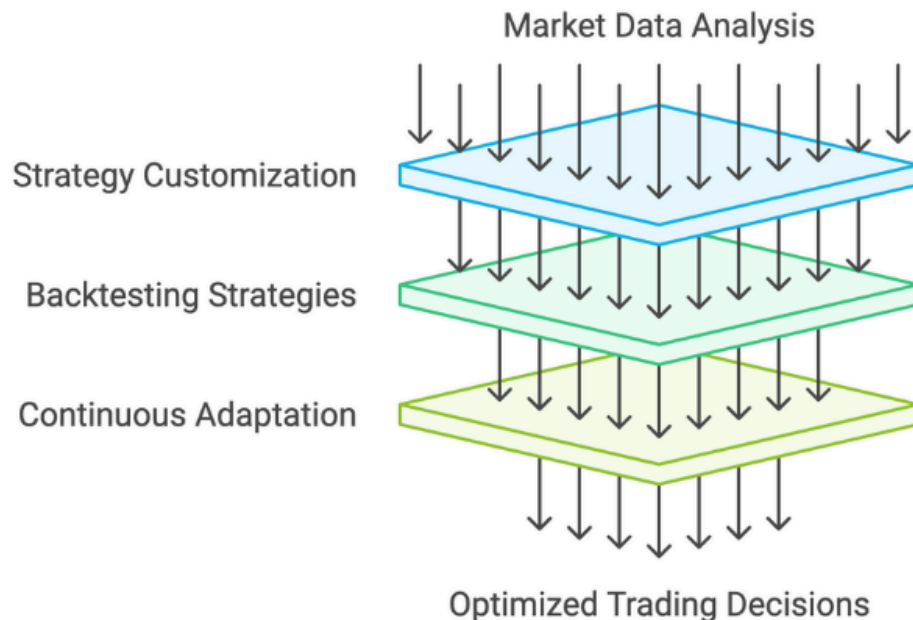 Market Data Analysis
Strategy Customization
Backtesting Strategies
Continuous Adaptation
Optimized Trading Decisions